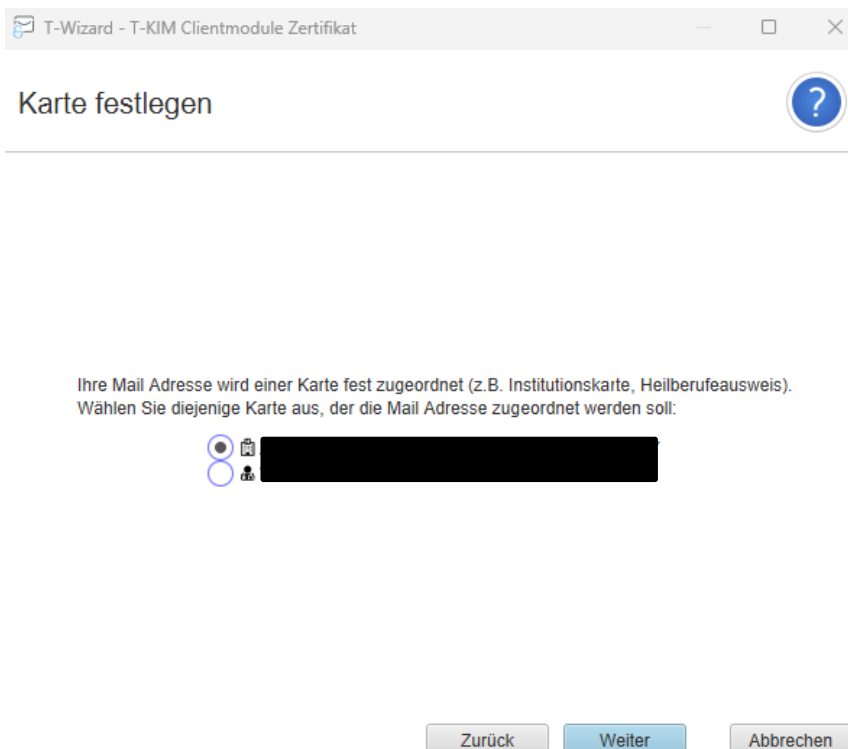 T-Wizard - T-KIM Clientmodule Zertifikat
Karte festlegen
?
Ihre Mail Adresse wird einer Karte fest zugeordnet (z.B. Institutionskarte, Heilberufeausweis).
Wählen Sie diejenige Karte aus, der die Mail Adresse zugeordnet werden soll:
Zurück Weiter Abbrechen